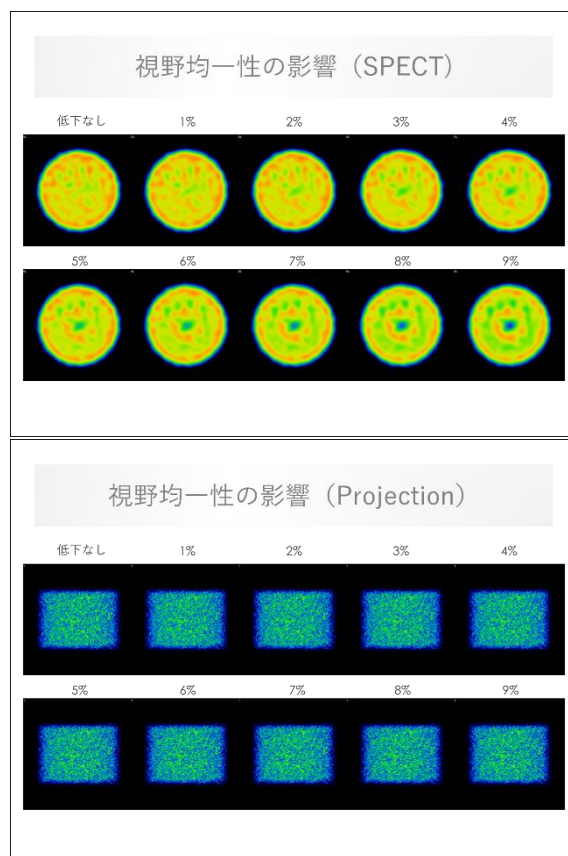 視野均一性の影響（SPECT）
低下なし 1% 2% 3% 4%
5% 6% 7% 8% 9%
視野均一性の影響（Projection）
低下なし 1% 2% 3% 4%
5% 6% 7% 8% 9%